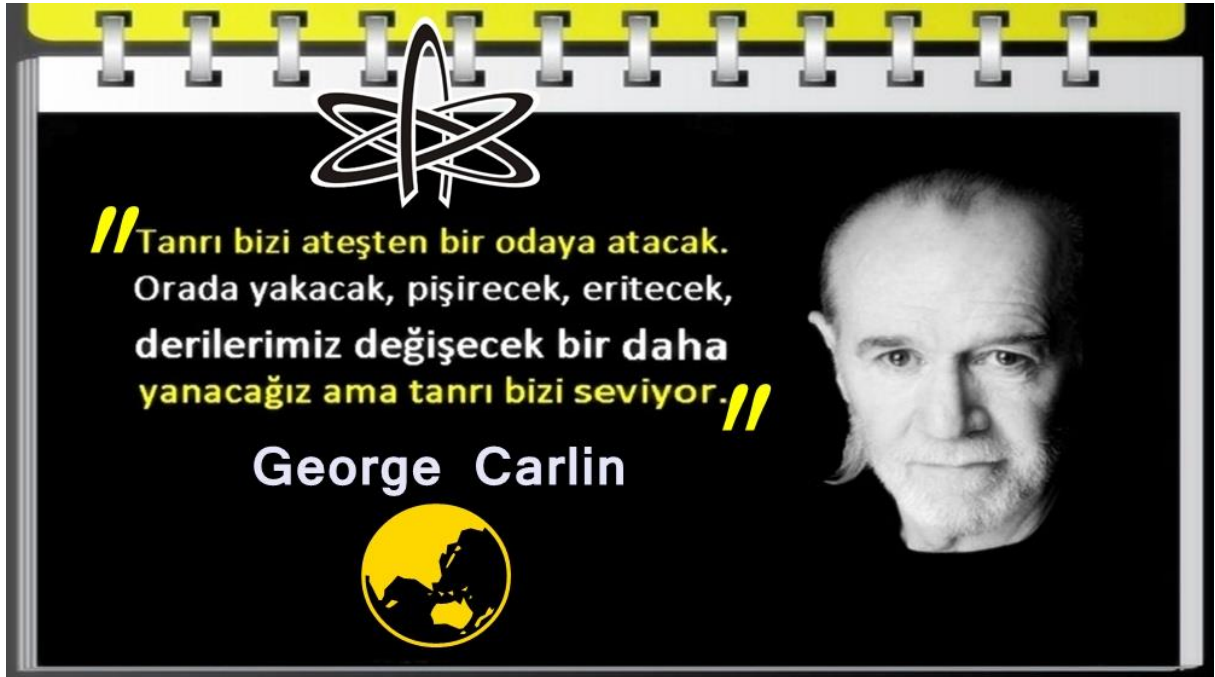 "Tanrı bizi ateşten bir odaya atacak.
Orada yakacak, pişirecek, eritecek,
derilerimiz değişecek bir daha
yanacağız ama tanrı bizi seviyor."
George Carlin